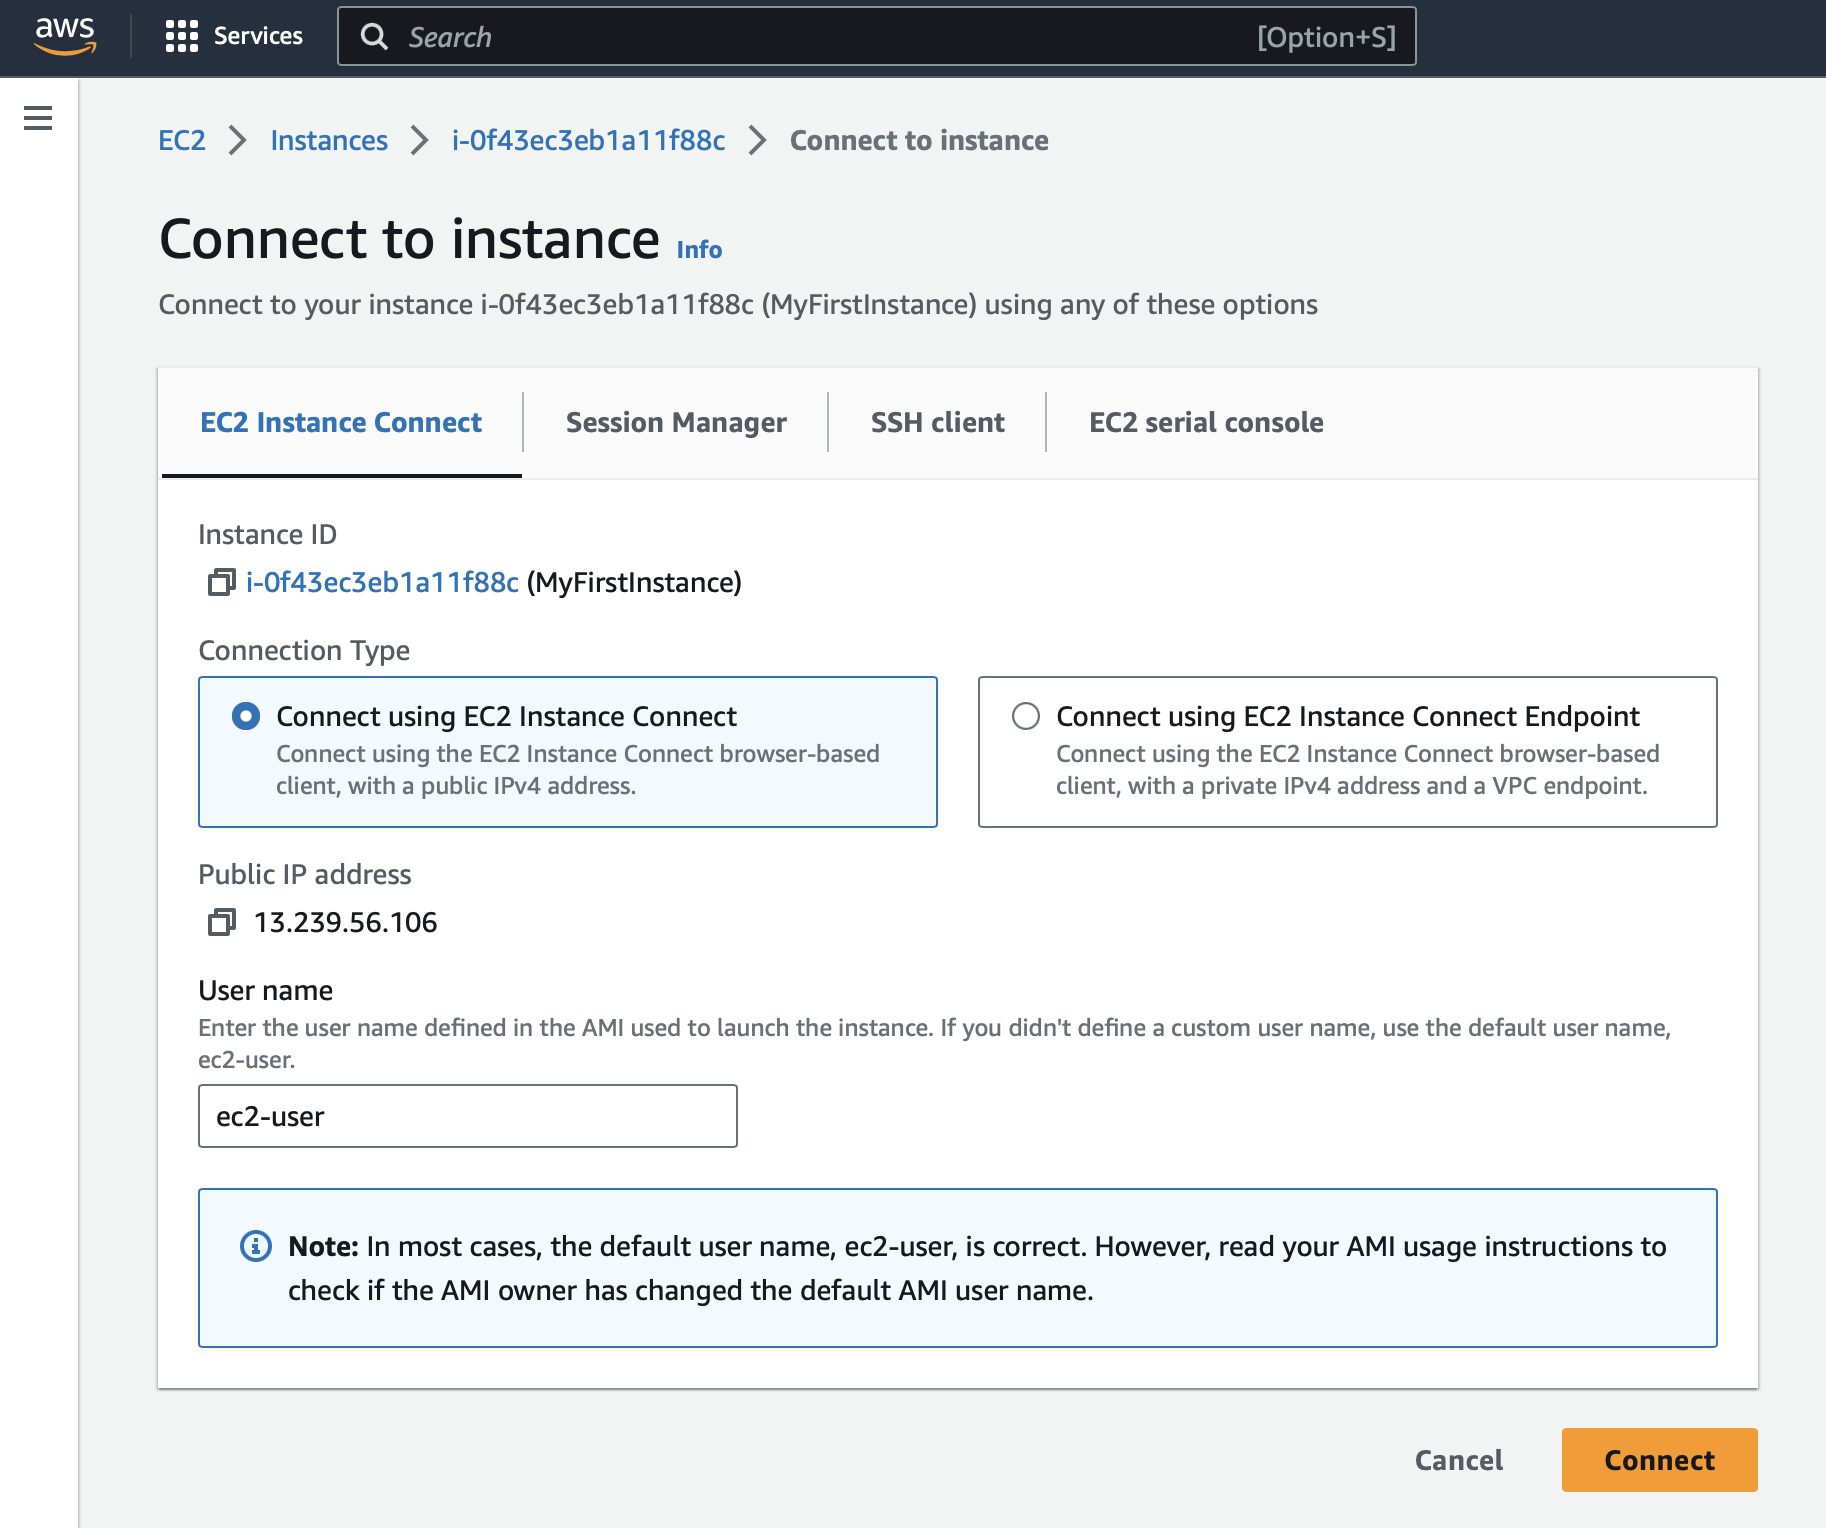 aws
Services
Search
[Option+S]
EC2
Instances
i-0f43ec3eb1a11f88c
Connect to instance
Connect to instance Info
Connect to your instance i-0f43ec3eb1a11f88c (MyFirstInstance) using any of these options
EC2 Instance Connect
Session Manager
SSH client
EC2 serial console
Instance ID
i-0f43ec3eb1a11f88c (MyFirstInstance)
Connection Type
Connect using EC2 Instance Connect
Connect using the EC2 Instance Connect browser-based
client, with a public IPv4 address.
Connect using EC2 Instance Connect Endpoint
Connect using the EC2 Instance Connect browser-based
client, with a private IPv4 address and a VPC endpoint.
Public IP address
13.239.56.106
User name
Enter the user name defined in the AMI used to launch the instance. If you didn't define a custom user name, use the default user name,
ec2-user.
ec2-user
Note: In most cases, the default user name, ec2-user, is correct. However, read your AMI usage instructions to
check if the AMI owner has changed the default AMI user name.
Cancel
Connect